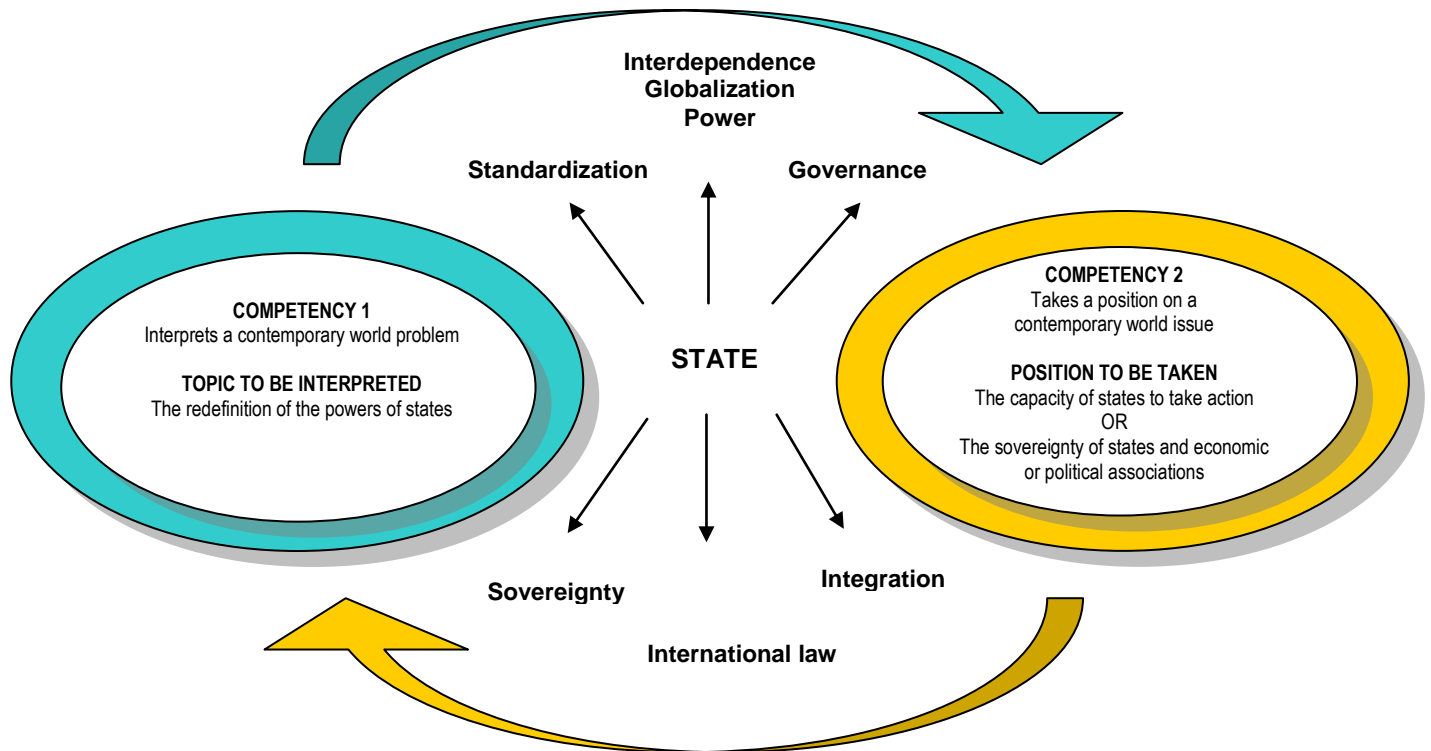 Interdependence
Globalization
Power
Standardization
Governance
COMPETENCY 1
Interprets a contemporary world problem
TOPIC TO BE INTERPRETED
The redefinition of the powers of states
STATE
COMPETENCY 2
Takes a position on a
contemporary world issue
POSITION TO BE TAKEN
The capacity of states to take action
OR
The sovereignty of states and economic
or political associations
Sovereignty
Integration
International law